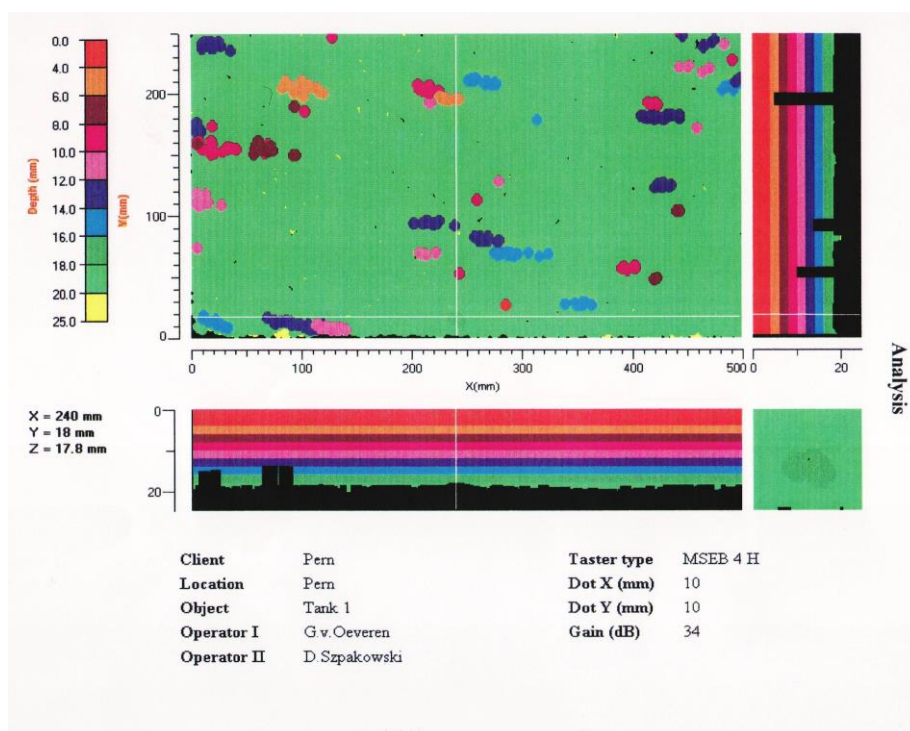 0.0
4.0
6.0
8.0
10.0
12.0
14.0
16.0
18.0
20.0
25.0
Depth (mm)
Y(mm)
200
100
0
0 100 200 300 400 500
X(mm)
0 20
Analysis
X = 240 mm
Y = 18 mm
Z = 17.8 mm
0
20
Client Pern
Location Pern
Object Tank 1
Operator I G.v.Oeveren
Operator II D.Szpakowski
Taster type MSEB 4 H
Dot X (mm) 10
Dot Y (mm) 10
Gain (dB) 34